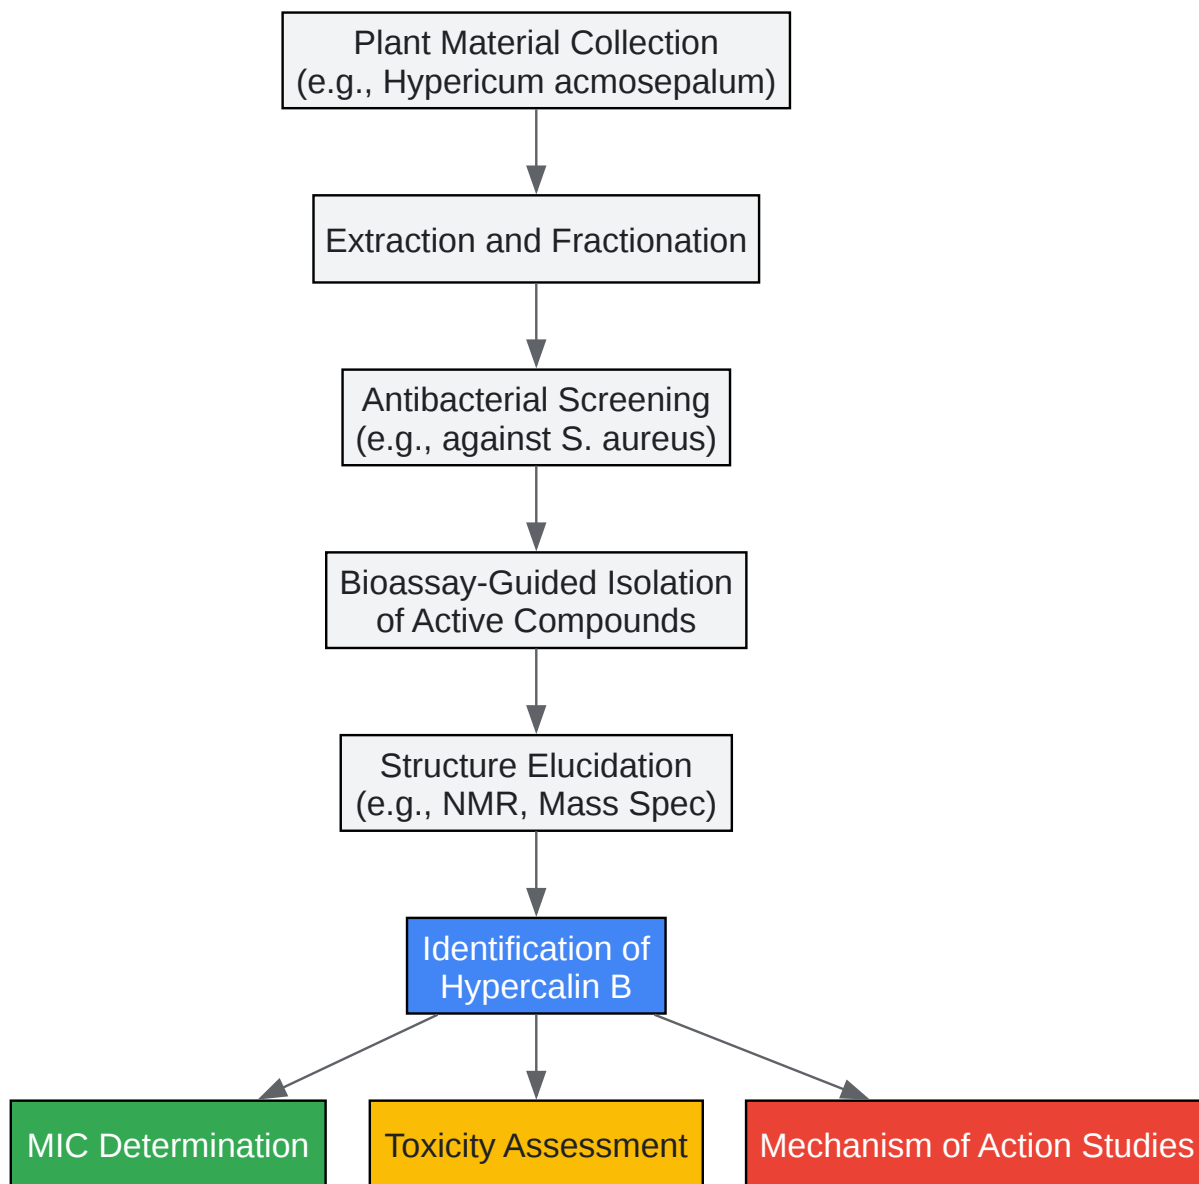 Plant Material Collection
(e.g., Hypericum acmosepalum)
Extraction and Fractionation
Antibacterial Screening
(e.g., against S. aureus)
Bioassay-Guided Isolation
of Active Compounds
Structure Elucidation
(e.g., NMR, Mass Spec)
Identification of
Hypercalin B
MIC Determination
Toxicity Assessment
Mechanism of Action Studies